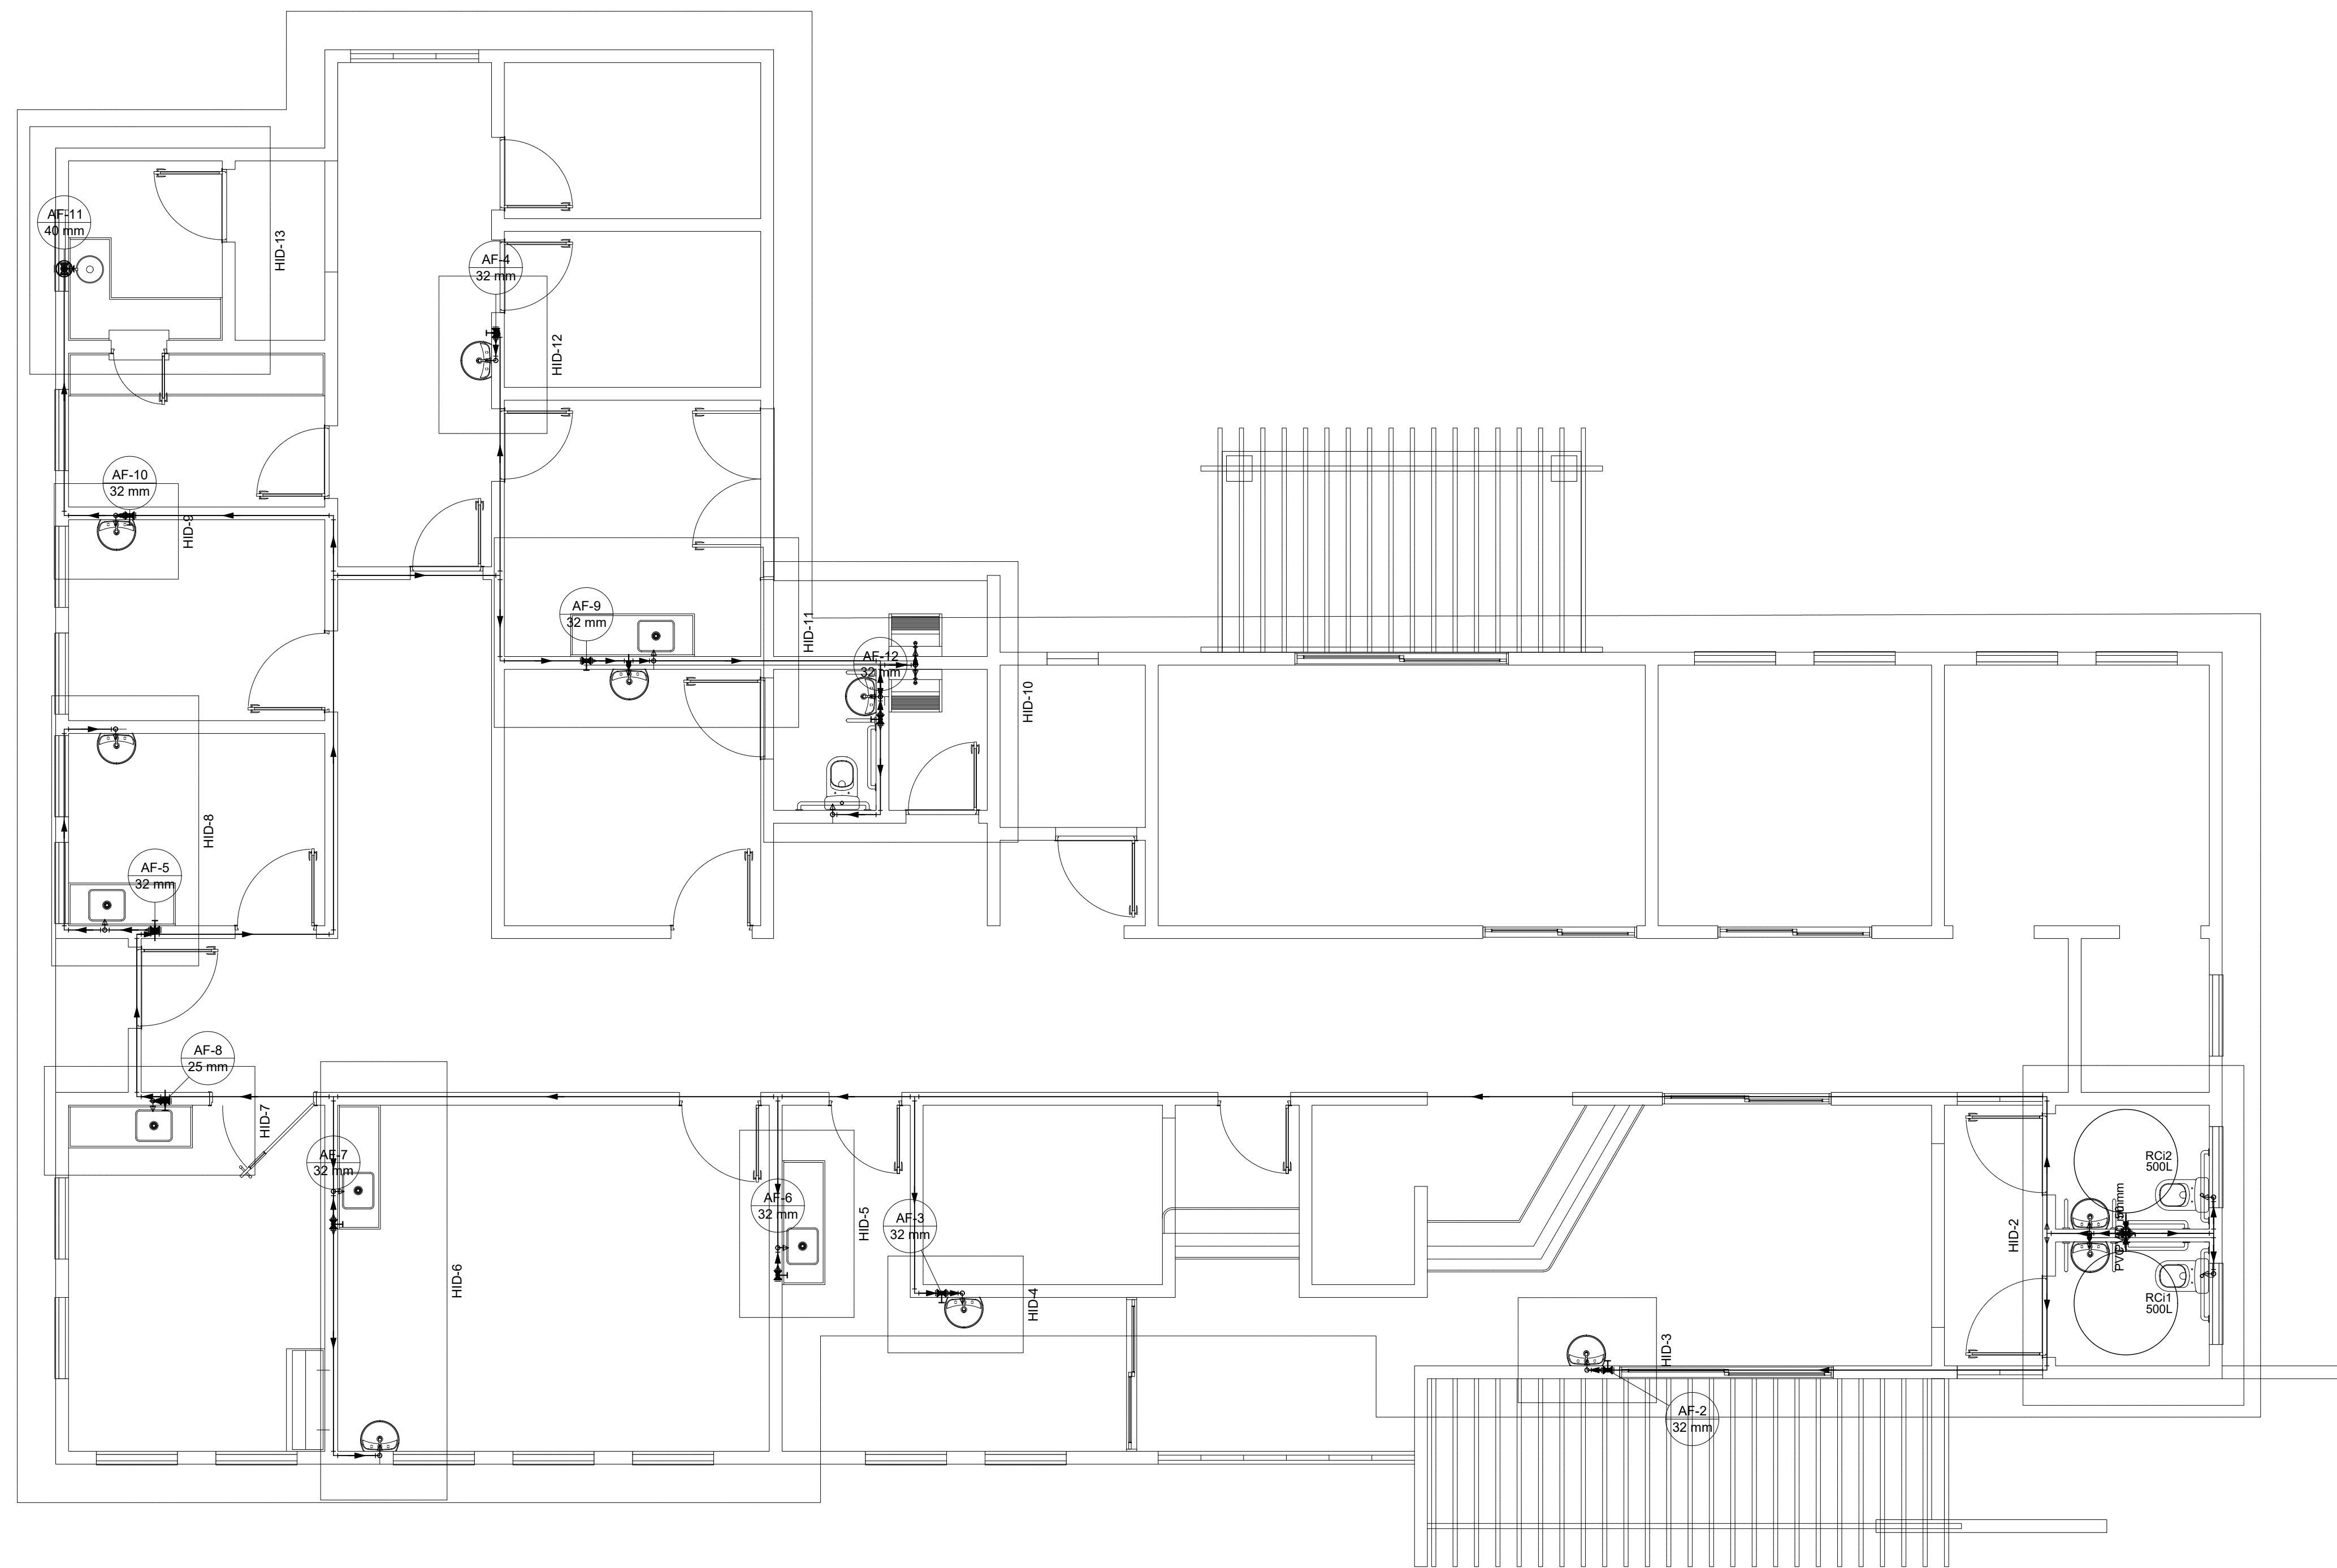 AF-11
40 mm
HID-13
AF-4
32 mm
HID-12
AF-10
32 mm
HID-9
AF-9
32 mm
HID-11
AF-12
32 mm
HID-10
HID-8
AF-5
32 mm
AF-8
25 mm
HID-7
AF-7
32 mm
HID-6
AF-6
32 mm
HID-5
AF-3
32 mm
HID-4
HID-3
AF-2
32 mm
HID-2
RCi2
500L
RCi1
500L